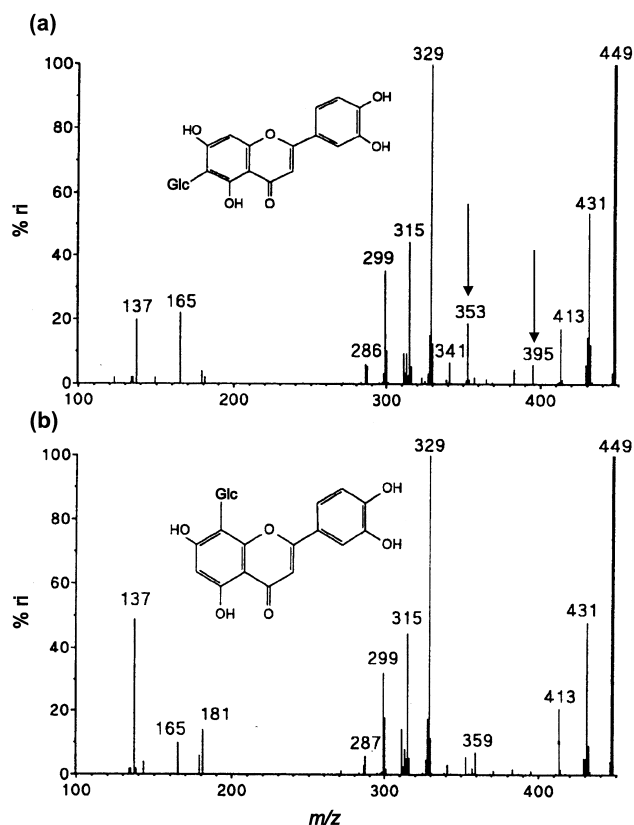 (a)
329
449
100
80
60
40
20
0
% ri
HO
Glc
OH
O
O
OH
OH
431
315
299
353
165
137
413
286
341
395
100
200
300
400
(b)
329
449
100
80
60
40
20
0
% ri
Glc
HO
O
OH
OH
OH
O
137
431
315
299
413
181
165
287
359
100
200
300
400
m/z